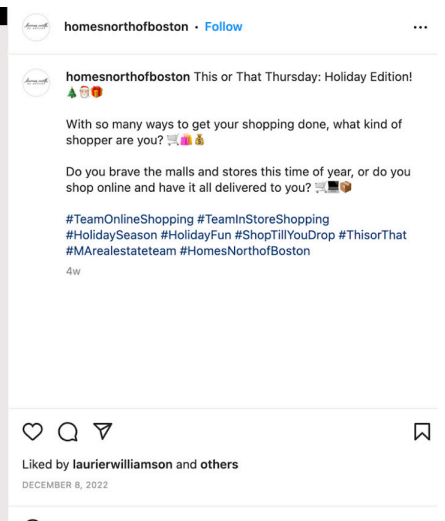 homesnorthofboston • Follow
homesnorthofboston This or That Thursday: Holiday Edition!
🎄🎅🎁
With so many ways to get your shopping done, what kind of
shopper are you? 🛒🛍️💰
Do you brave the malls and stores this time of year, or do you
shop online and have it all delivered to you? 🛒💻📦
#TeamOnlineShopping #TeamInStoreShopping
#HolidaySeason #HolidayFun #ShopTillYouDrop #ThisorThat
#MArealestateteam #HomesNorthofBoston
4w
Liked by laurierwilliamson and others
DECEMBER 8, 2022